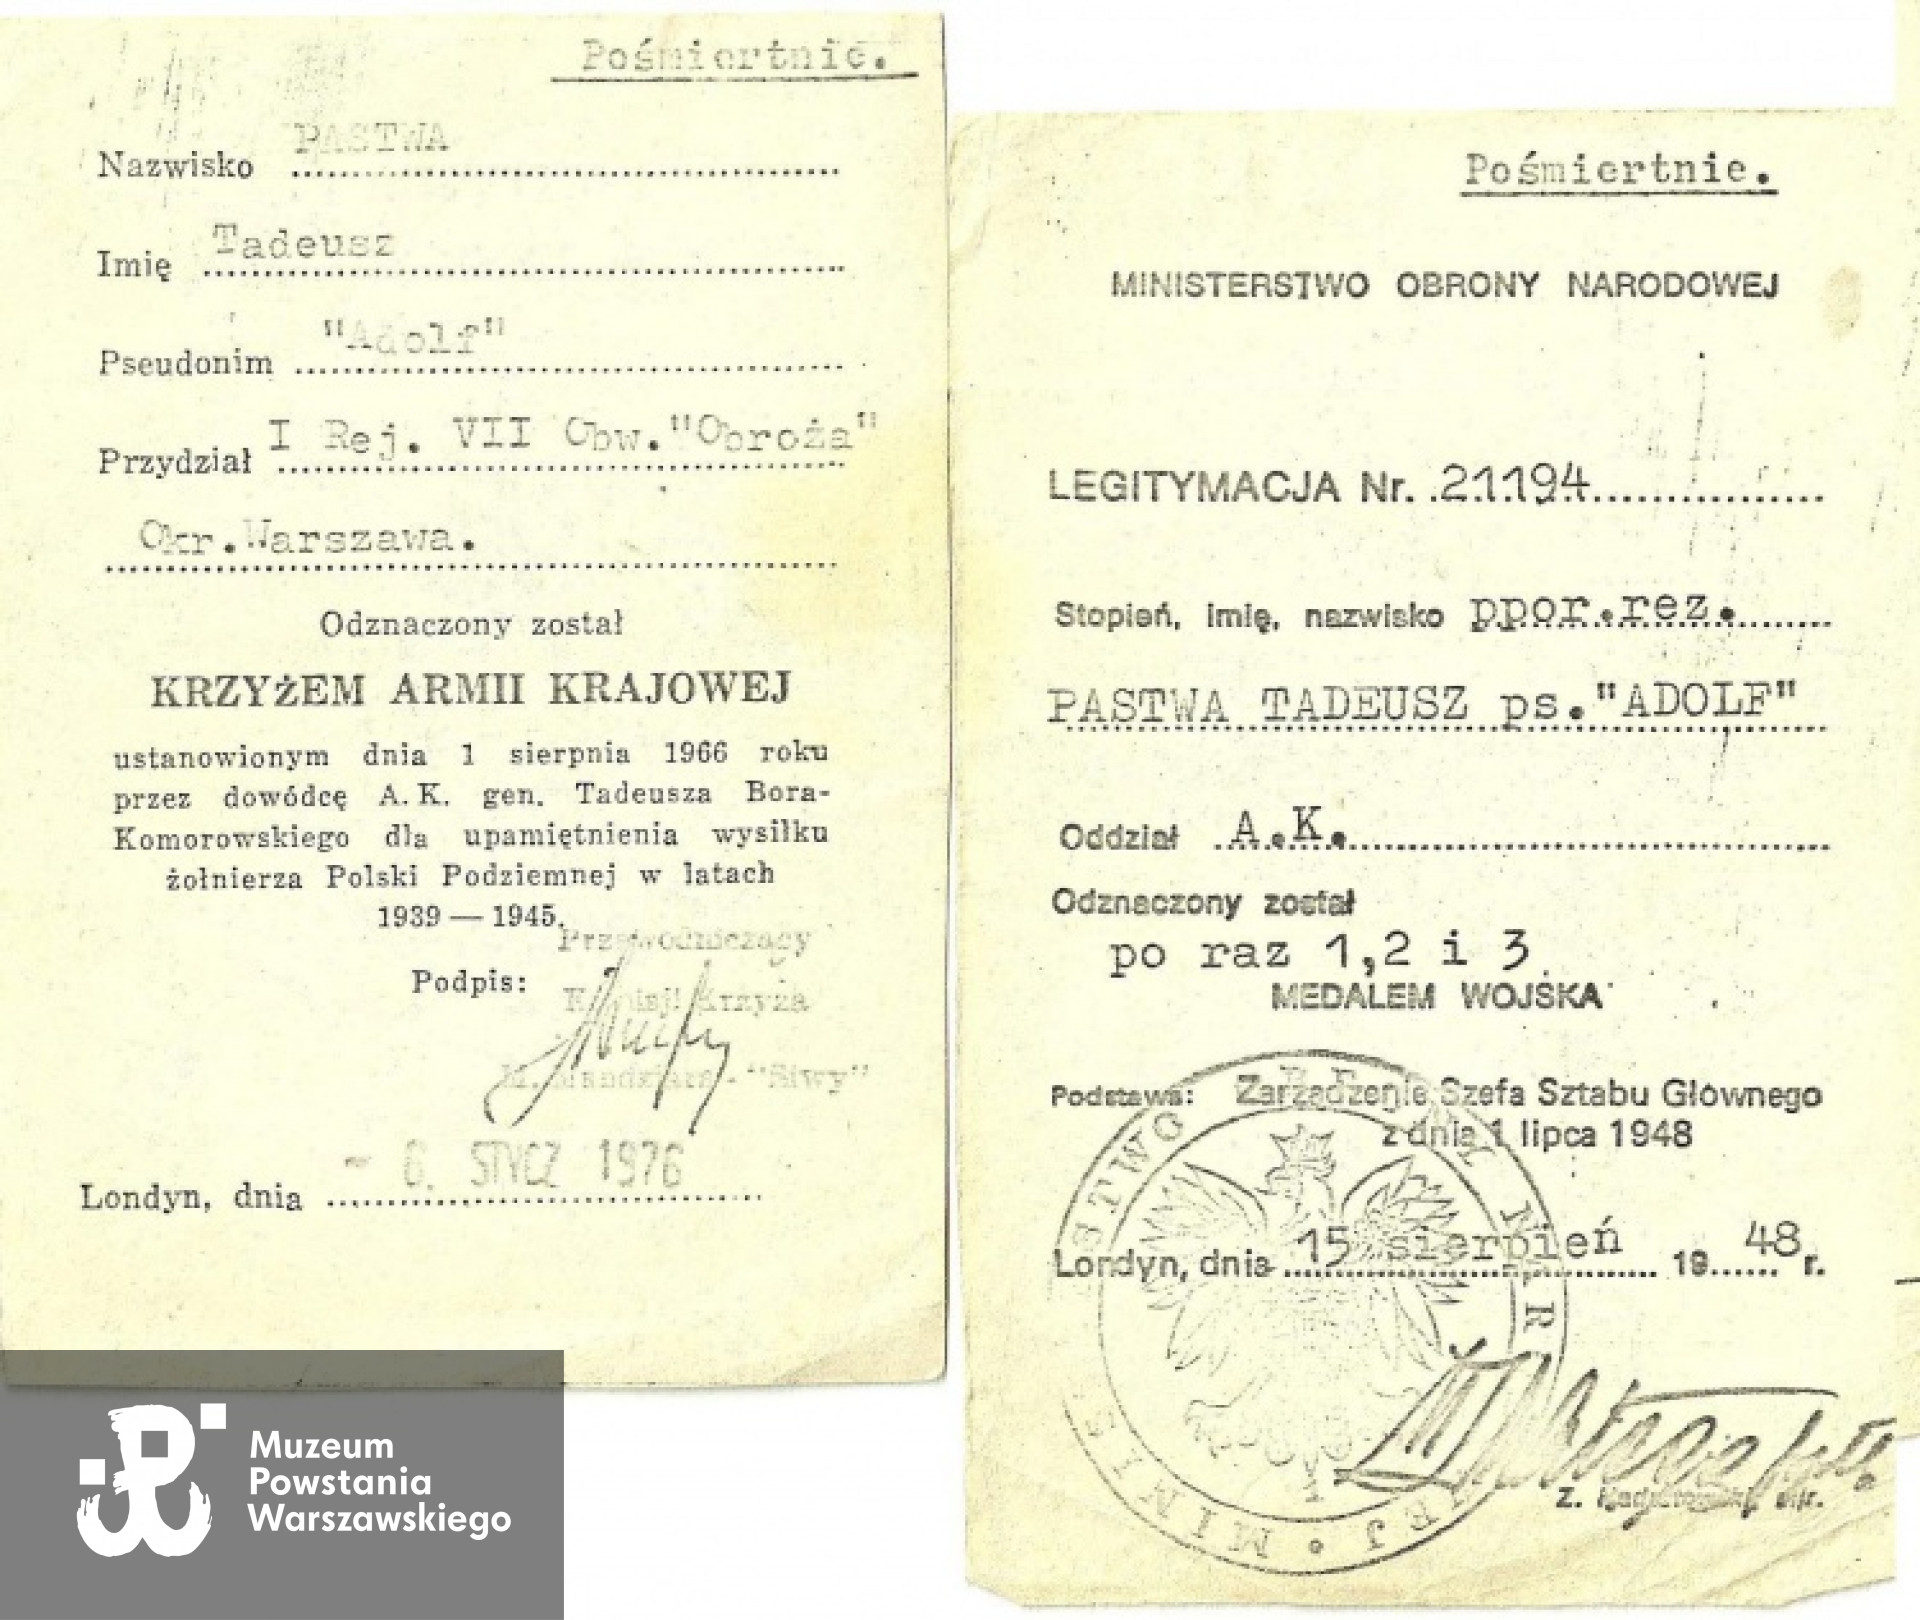 Pośmiertnie.
Nazwisko PASTWA
Imię Tadeusz
Pseudonim "Adolf"
Przydział I Rej. VII Obw."Obroża"
Okr.Warszawa.
Odznaczony został
KRZYŻEM ARMII KRAJOWEJ
ustanowionym dnia 1 sierpnia 1966 roku
przez dowódcę A. K. gen. Tadeusza Bora-
Komorowskiego dla upamiętnienia wysiłku
żołnierza Polski Podziemnej w latach
1939 — 1945.
Przewodniczący
Podpis:
Komisji Krzyża
M. Mandziara - "Siwy"
Londyn, dnia - 6. STYCZ 1976
Pośmiertnie.
MINISTERSTWO OBRONY NARODOWEJ
LEGITYMACJA Nr. 21194
Stopień, imię, nazwisko ppor.rez.
PASTWA TADEUSZ ps."ADOLF"
Oddział A.K.
Odznaczony został
po raz 1,2 i 3
MEDALEM WOJSKA
Podstawa: Zarządzenie Szefa Sztabu Głównego
z dnia 1 lipca 1948
Londyn, dnia 15 sierpień 1948 r.
Muzeum
Powstania
Warszawskiego